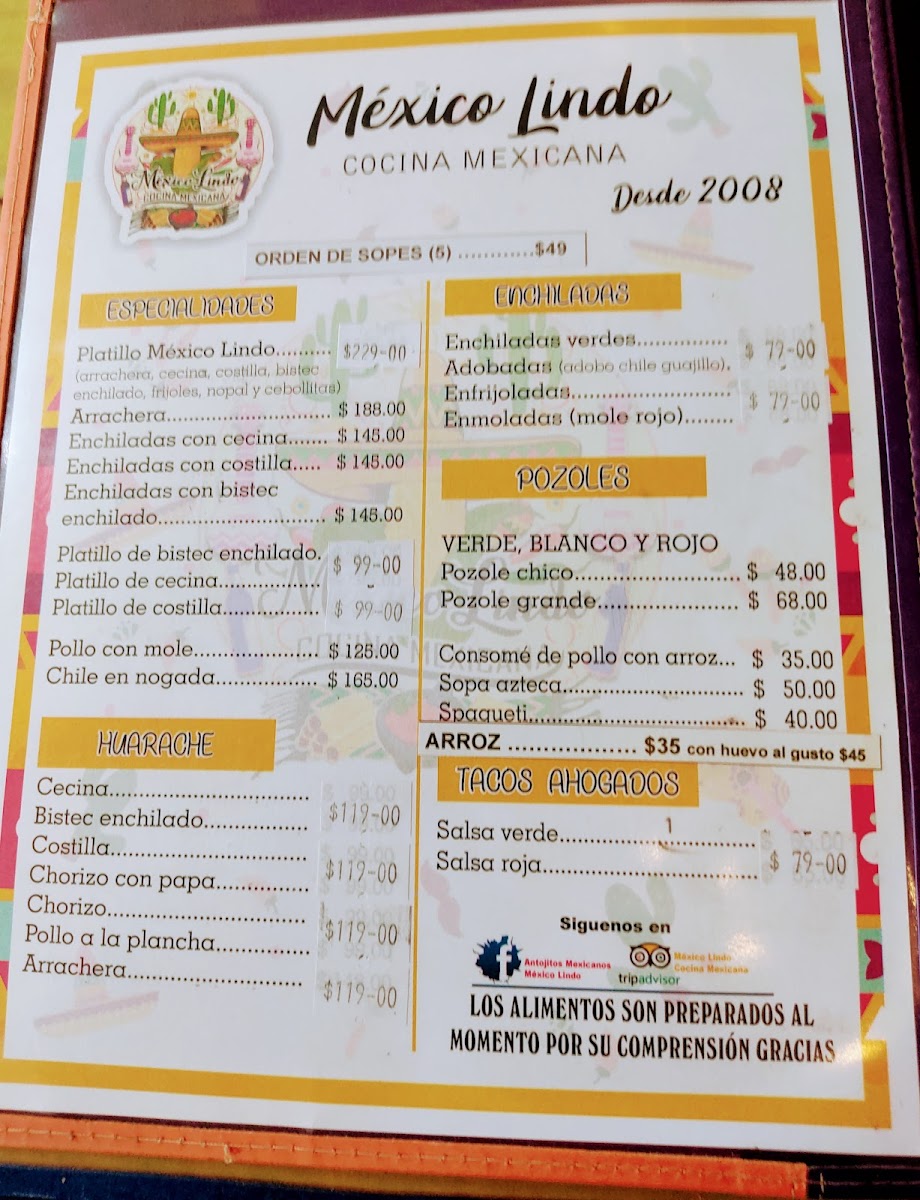 México Lindo
COCINA MEXICANA
Desde 2008
México Lindo
COCINA MEXICANA
ORDEN DE SOPES (5) ............$49
ESPECIALIDADES
Platillo México Lindo.......... $229-00
(arrachera, cecina, costilla, bistec
enchilado, frijoles, nopal y cebollitas)
Arrachera.............................. $ 188.00
Enchiladas con cecina....... $ 145.00
Enchiladas con costilla..... $ 145.00
Enchiladas con bistec
enchilado............................... $ 145.00
Platillo de bistec enchilado.
$ 99-00
Platillo de cecina..................
Platillo de costilla................. $ 99-00
Pollo con mole....................... $ 125.00
Chile en nogada................... $ 165.00
HUARACHE
Cecina....................................
Bistec enchilado................... $119-00
Costilla...................................
Chorizo con papa................. $119-00
Chorizo...................................
Pollo a la plancha................. $119-00
Arrachera...............................
$119-00
ENCHILADAS
Enchiladas verdes................
$ 79-00
Adobadas (adobo chile guajillo).
Enfrijoladas............................
$ 79-00
Enmoladas (mole rojo)........
POZOLES
VERDE, BLANCO Y ROJO
Pozole chico............................. $ 48.00
Pozole grande......................... $ 68.00
Consomé de pollo con arroz... $ 35.00
Sopa azteca................................ $ 50.00
Spagueti..................................... $ 40.00
ARROZ .................. $35 con huevo al gusto $45
TACOS AHOGADOS
Salsa verde..............................
Salsa roja................................. $ 79-00
Siguenos en
Antojitos Mexicanos
México Lindo
tripadvisor
México Lindo
Cocina Mexicana
LOS ALIMENTOS SON PREPARADOS AL
MOMENTO POR SU COMPRENSIÓN GRACIAS